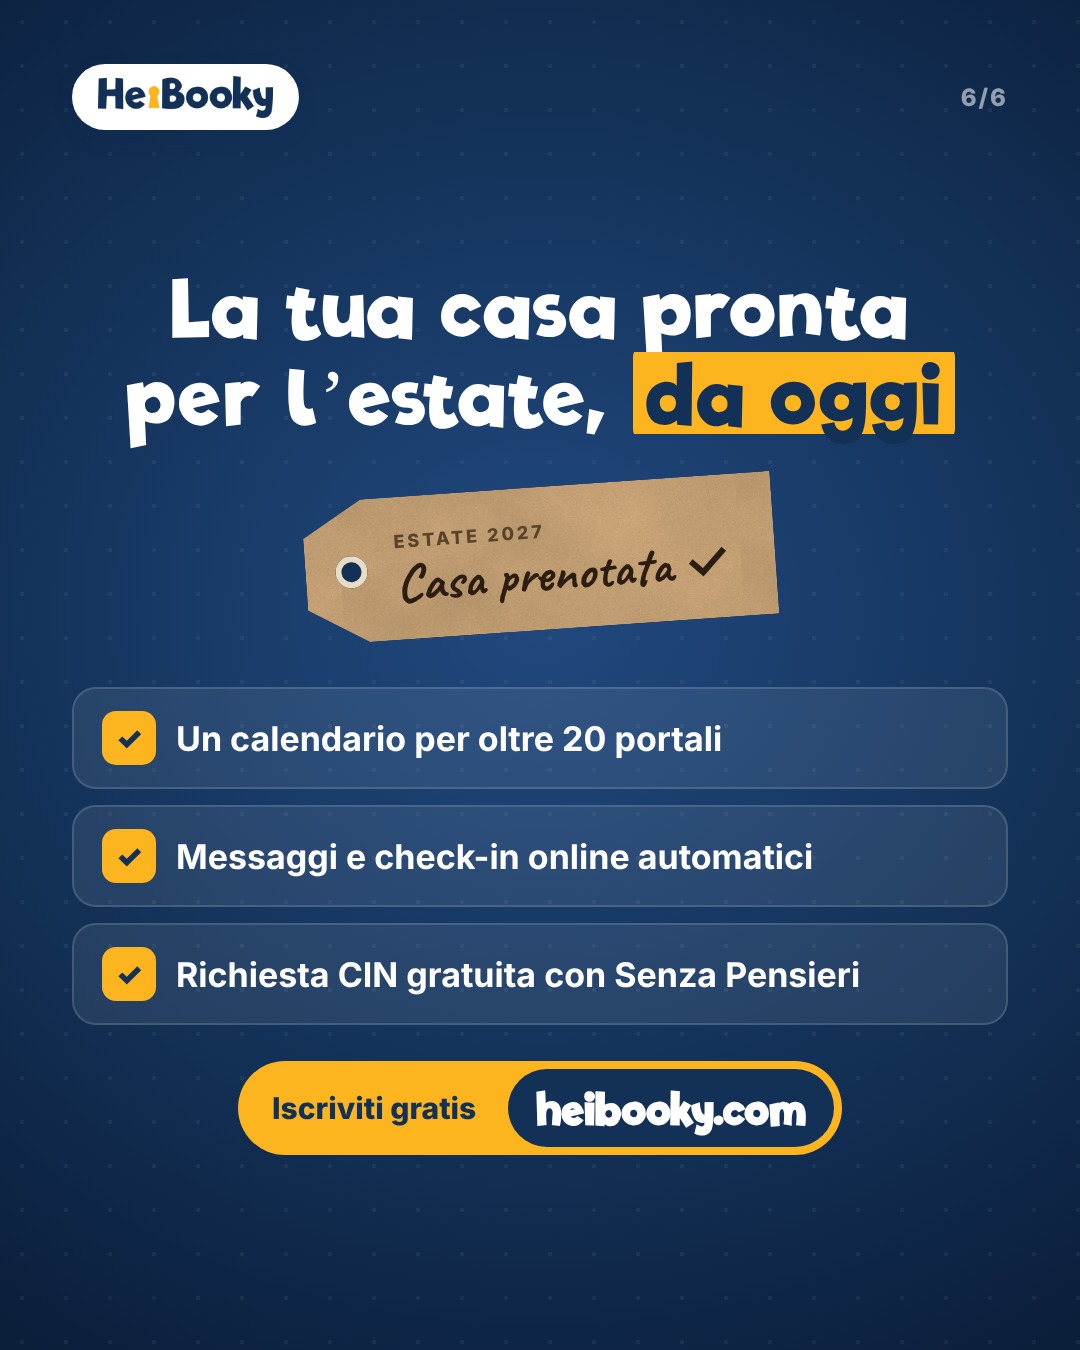 HeiBooky
6/6
La tua casa pronta
per l’estate, da oggi
ESTATE 2027
Casa prenotata ✓
Un calendario per oltre 20 portali
Messaggi e check-in online automatici
Richiesta CIN gratuita con Senza Pensieri
Iscriviti gratis heibooky.com